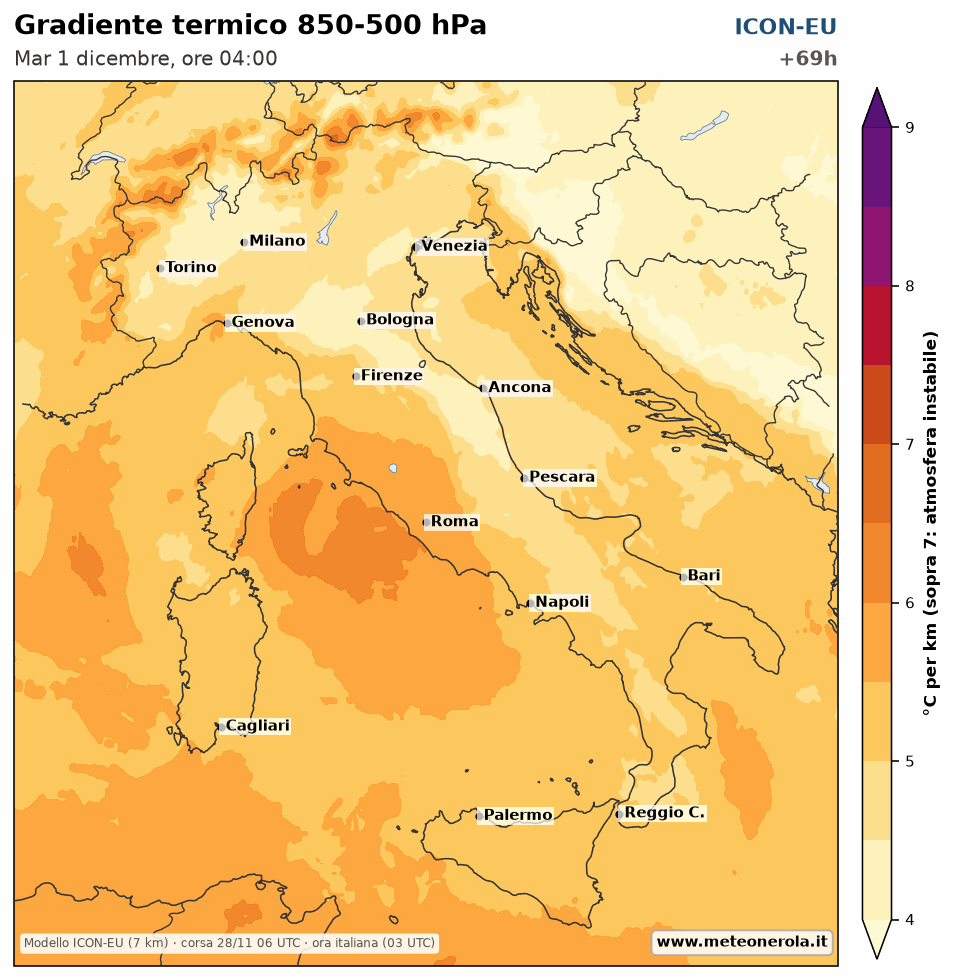 Gradiente termico 850-500 hPa
ICON-EU
Mar 1 dicembre, ore 04:00
+69h
Milano
Venezia
Torino
Genova
Bologna
Firenze
Ancona
Pescara
Roma
Bari
Napoli
Cagliari
Palermo
Reggio C.
9
8
7
6
5
4
°C per km (sopra 7: atmosfera instabile)
Modello ICON-EU (7 km) · corsa 28/11 06 UTC · ora italiana (03 UTC)
www.meteonerola.it